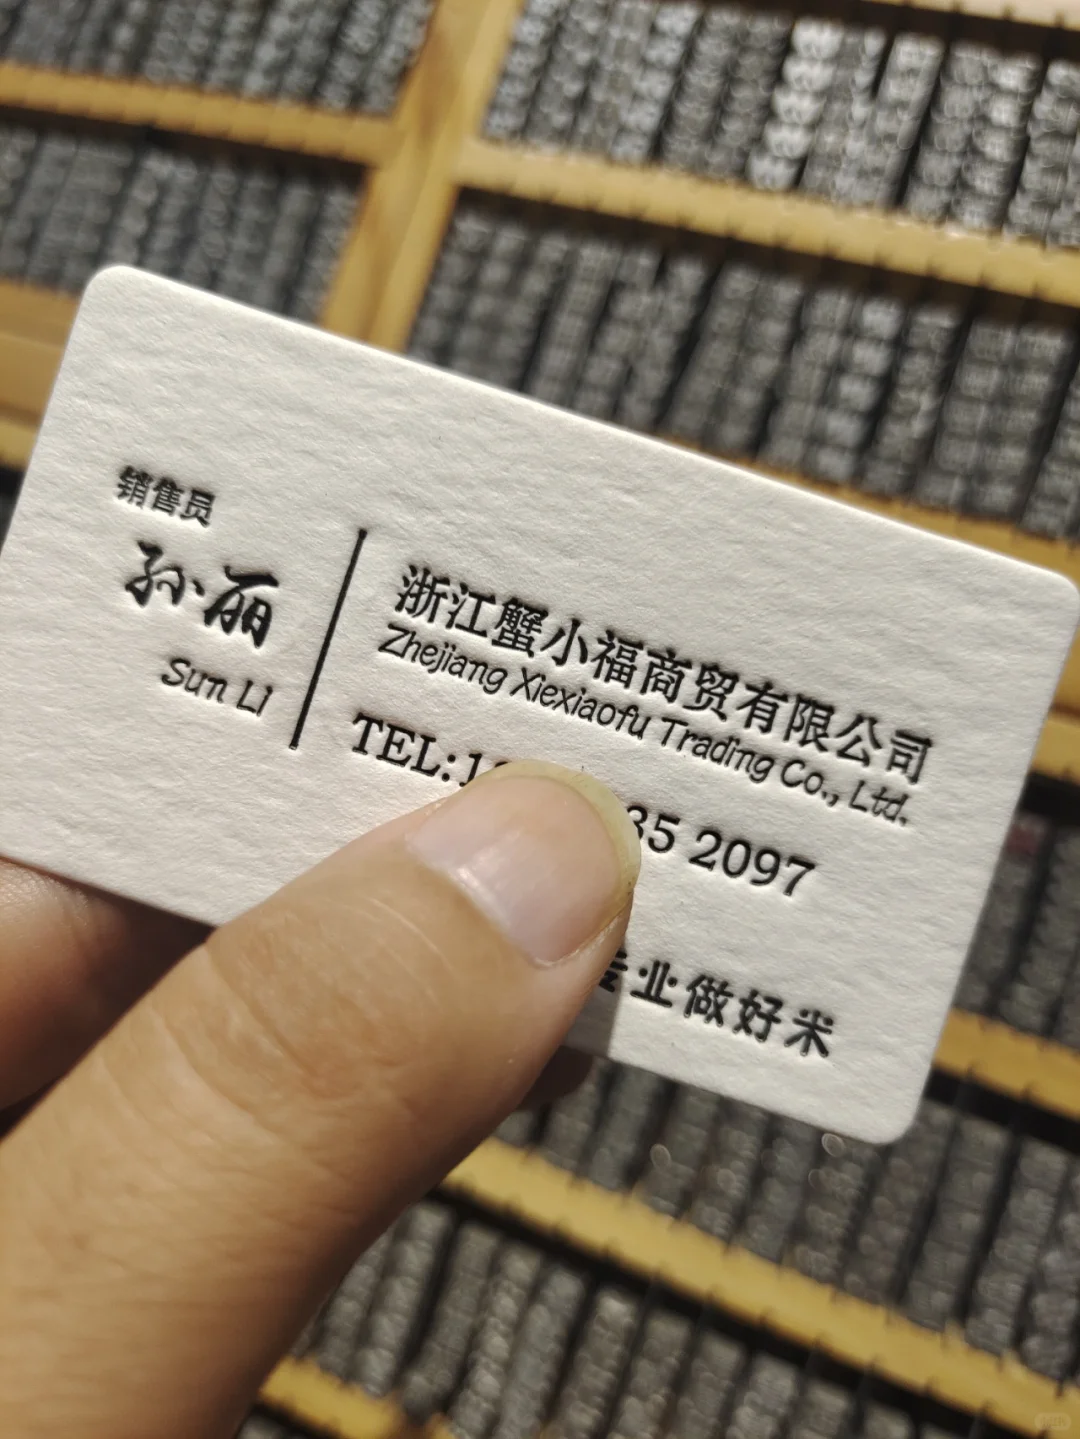 销售员
孙丽
Sun Li
浙江蟹小福商贸有限公司
Zhejiang Xiexiaofu Trading Co., Ltd.
TEL:1 35 2097
专业做好米